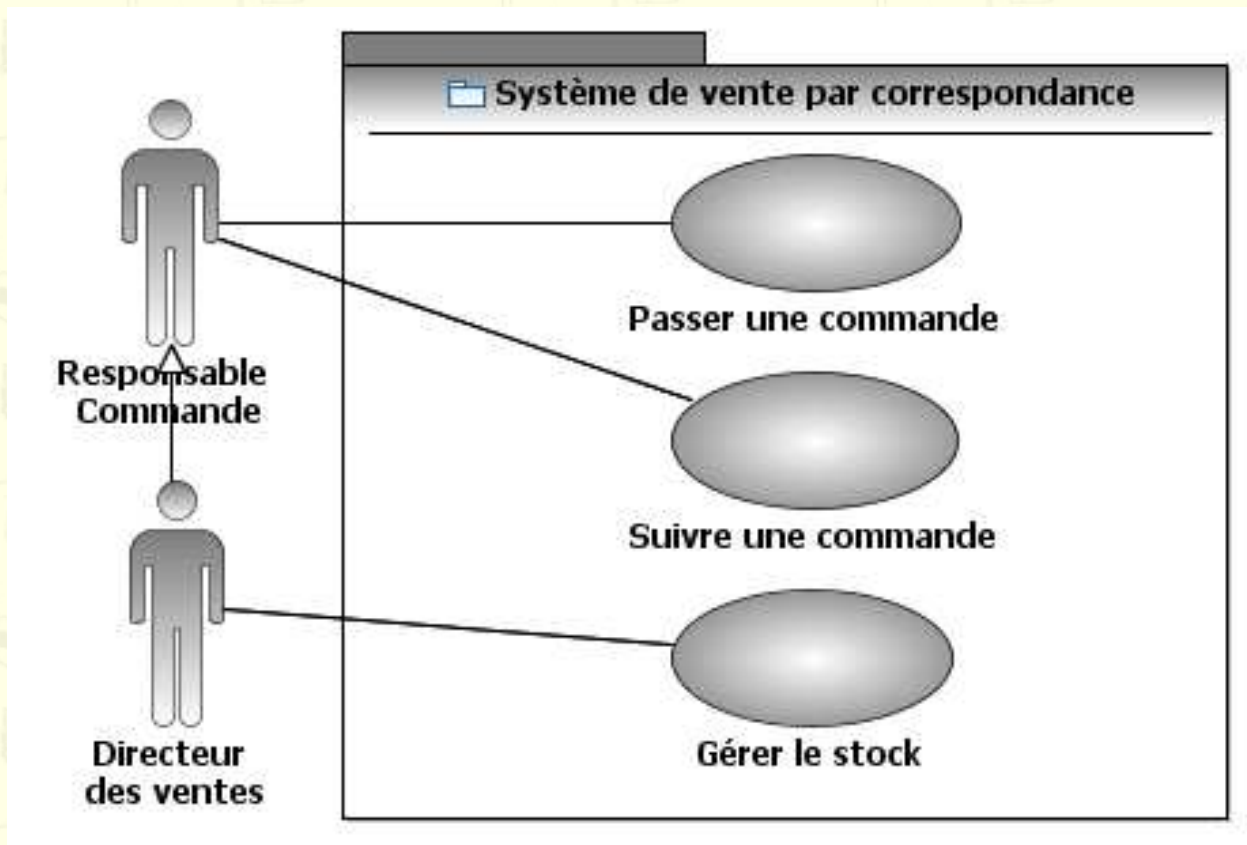 Système de vente par correspondance
Passer une commande
Responsable
Commande
Suivre une commande
Directeur
des ventes
Gérer le stock